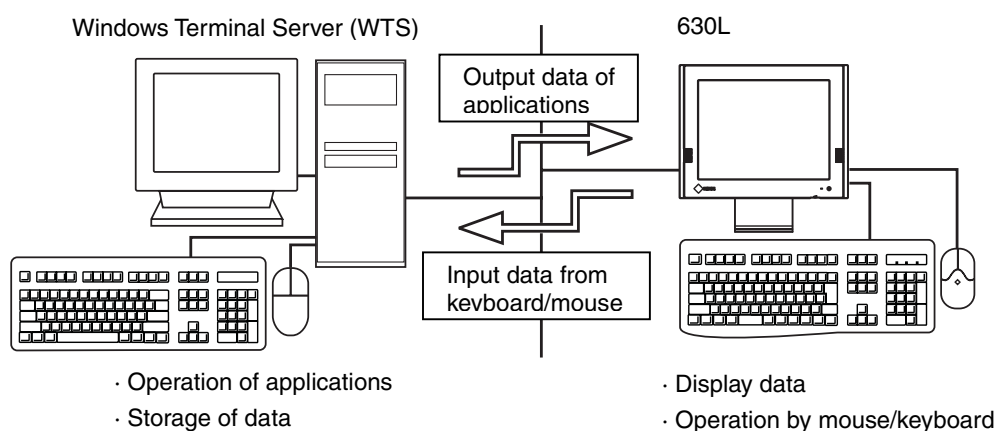 Windows Terminal Server (WTS)
630L
Output data of
applications
Input data from
keyboard/mouse
· Operation of applications
· Storage of data
· Display data
· Operation by mouse/keyboard